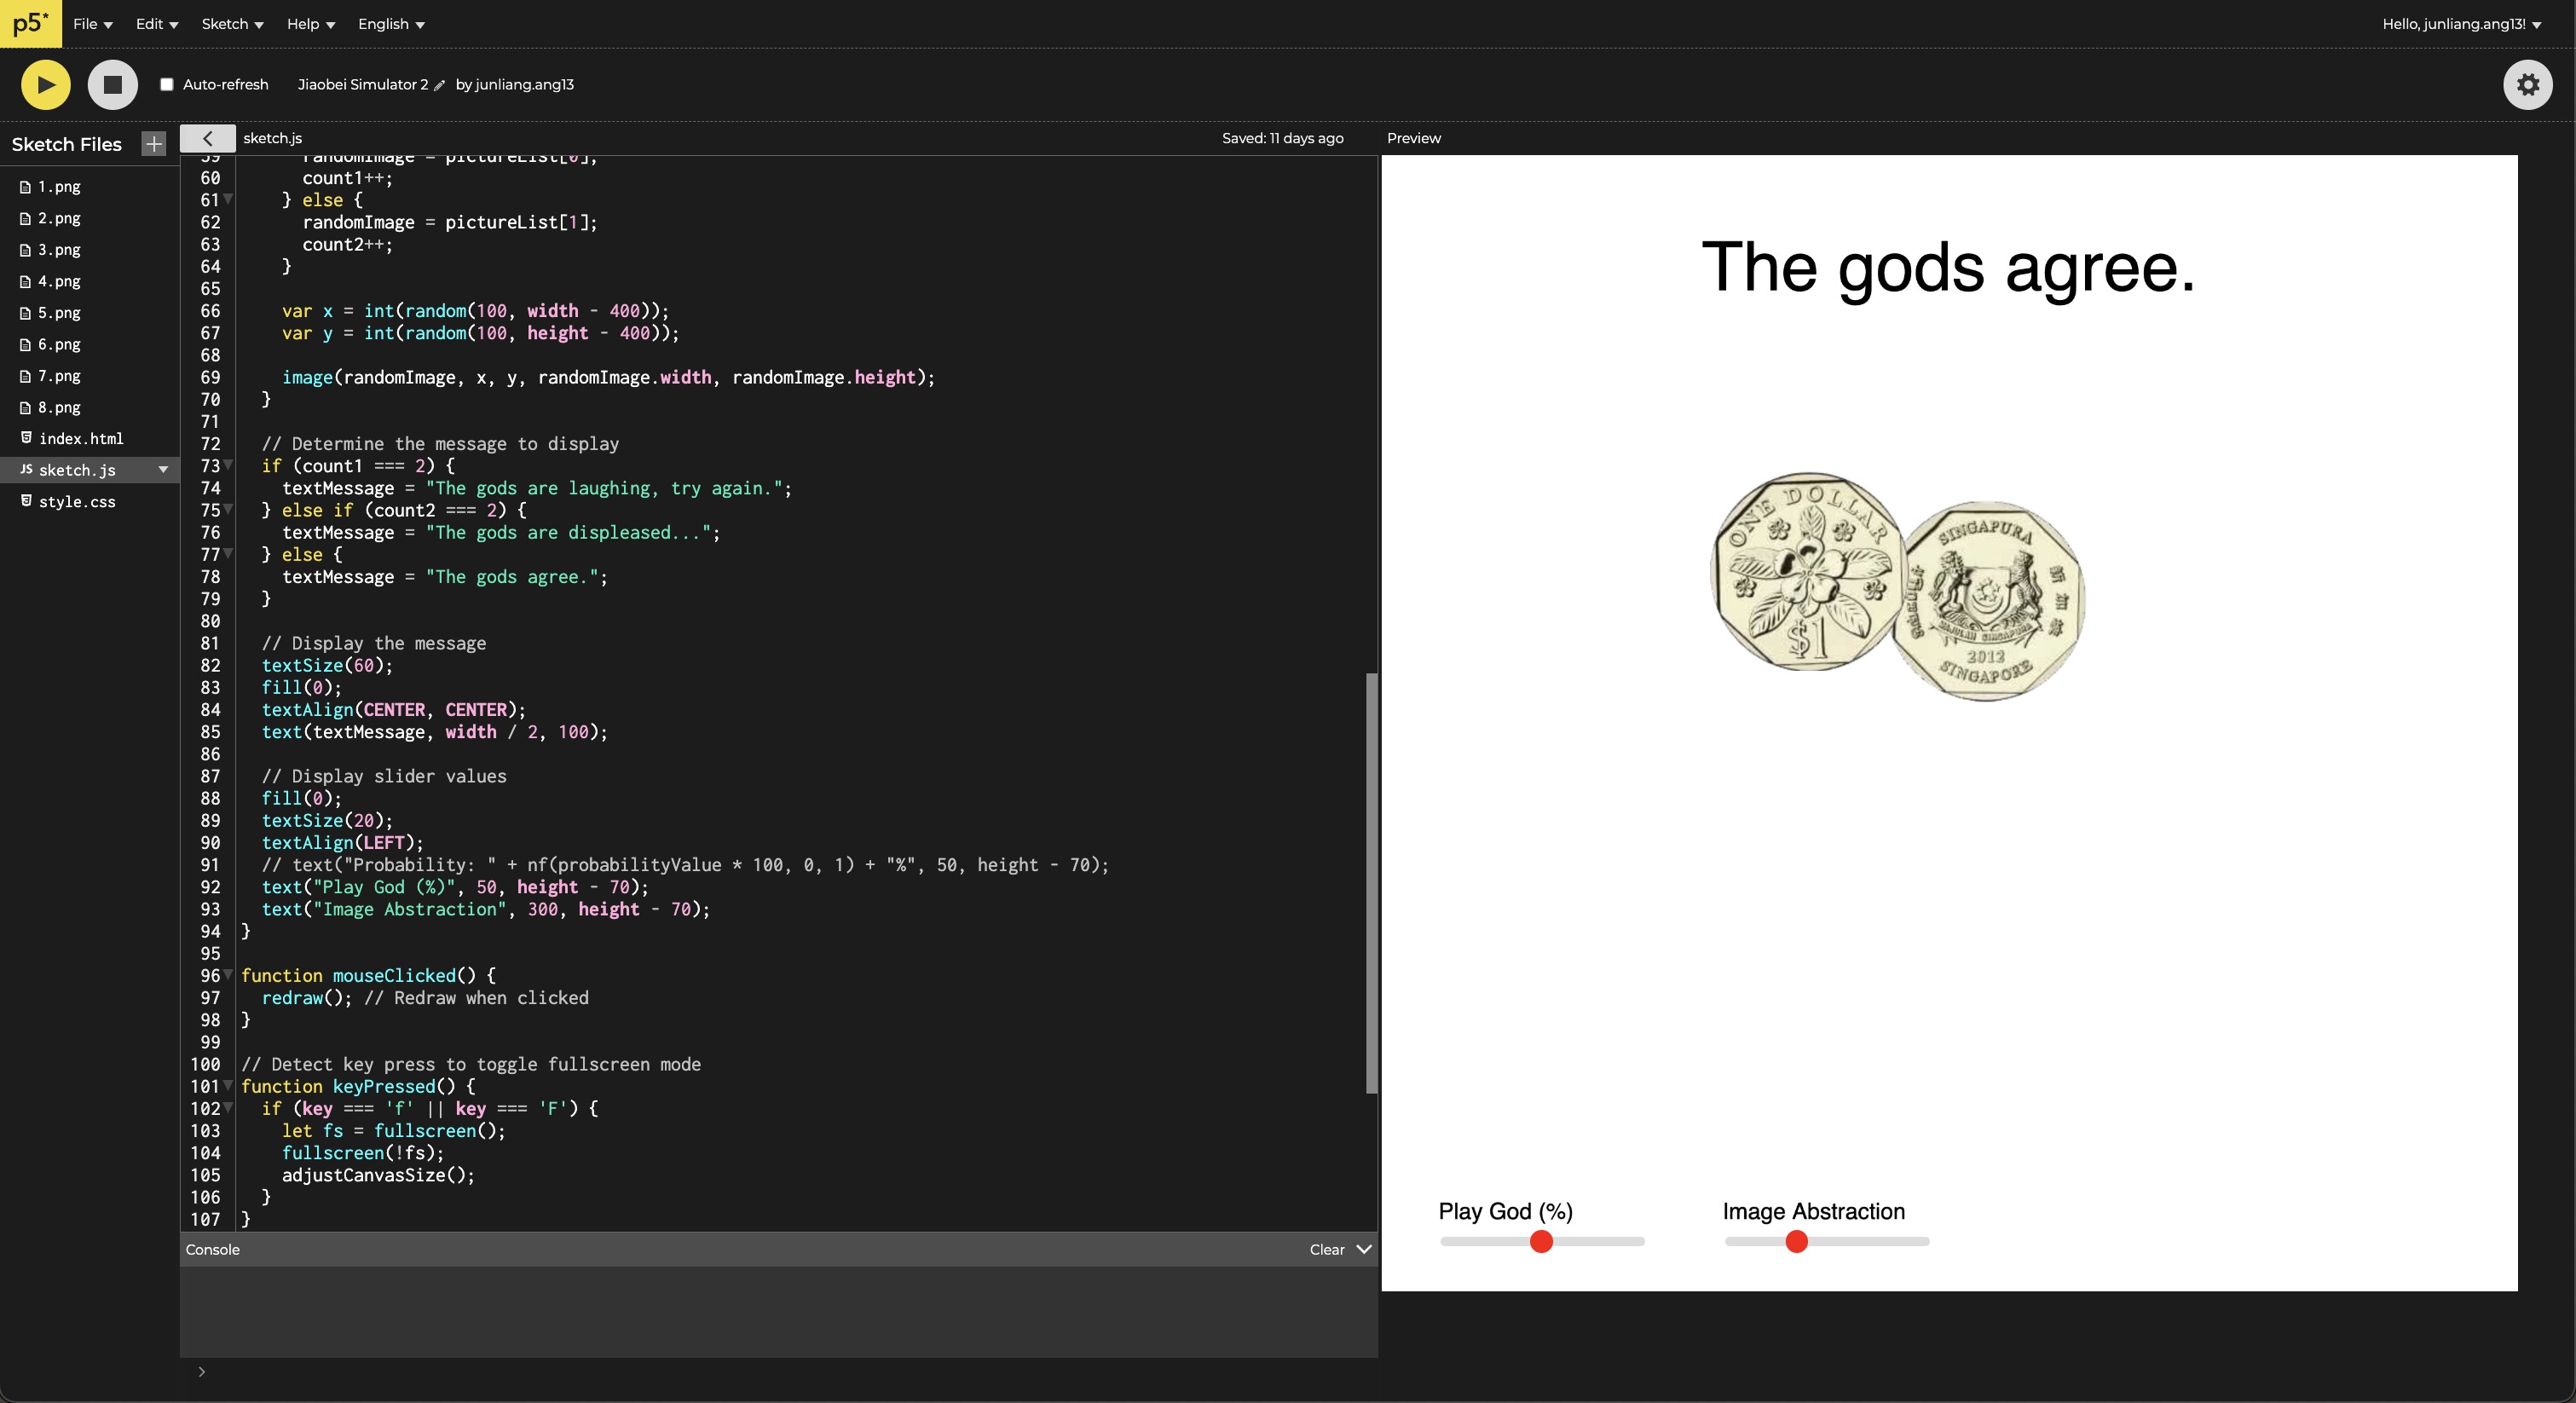 p5*
File
Edit
Sketch
Help
English
Hello, junliang.ang13!
Auto-refresh
Jiaobei Simulator 2
by junliang.ang13
Sketch Files
+
1.png
2.png
3.png
4.png
5.png
6.png
7.png
8.png
index.html
JS sketch.js
style.css
sketch.js
Saved: 11 days ago
59 randomImage = pictureList[0];
60 count1++;
61 } else {
62 randomImage = pictureList[1];
63 count2++;
64 }
65
66 var x = int(random(100, width - 400));
67 var y = int(random(100, height - 400));
68
69 image(randomImage, x, y, randomImage.width, randomImage.height);
70 }
71
72 // Determine the message to display
73 if (count1 === 2) {
74 textMessage = "The gods are laughing, try again.";
75 } else if (count2 === 2) {
76 textMessage = "The gods are displeased...";
77 } else {
78 textMessage = "The gods agree.";
79 }
80
81 // Display the message
82 textSize(60);
83 fill(0);
84 textAlign(CENTER, CENTER);
85 text(textMessage, width / 2, 100);
86
87 // Display slider values
88 fill(0);
89 textSize(20);
90 textAlign(LEFT);
91 // text("Probability: " + nf(probabilityValue * 100, 0, 1) + "%", 50, height - 70);
92 text("Play God (%)", 50, height - 70);
93 text("Image Abstraction", 300, height - 70);
94 }
95
96 function mouseClicked() {
97 redraw(); // Redraw when clicked
98 }
99
100 // Detect key press to toggle fullscreen mode
101 function keyPressed() {
102 if (key === 'f' || key === 'F') {
103 let fs = fullscreen();
104 fullscreen(!fs);
105 adjustCanvasSize();
106 }
107 }
Console
Clear
>
Preview
The gods agree.
ONE DOLLAR
$1
SINGAPURA
新加坡
MAJULAH SINGAPURA
2012
SINGAPORE
Play God (%)
Image Abstraction